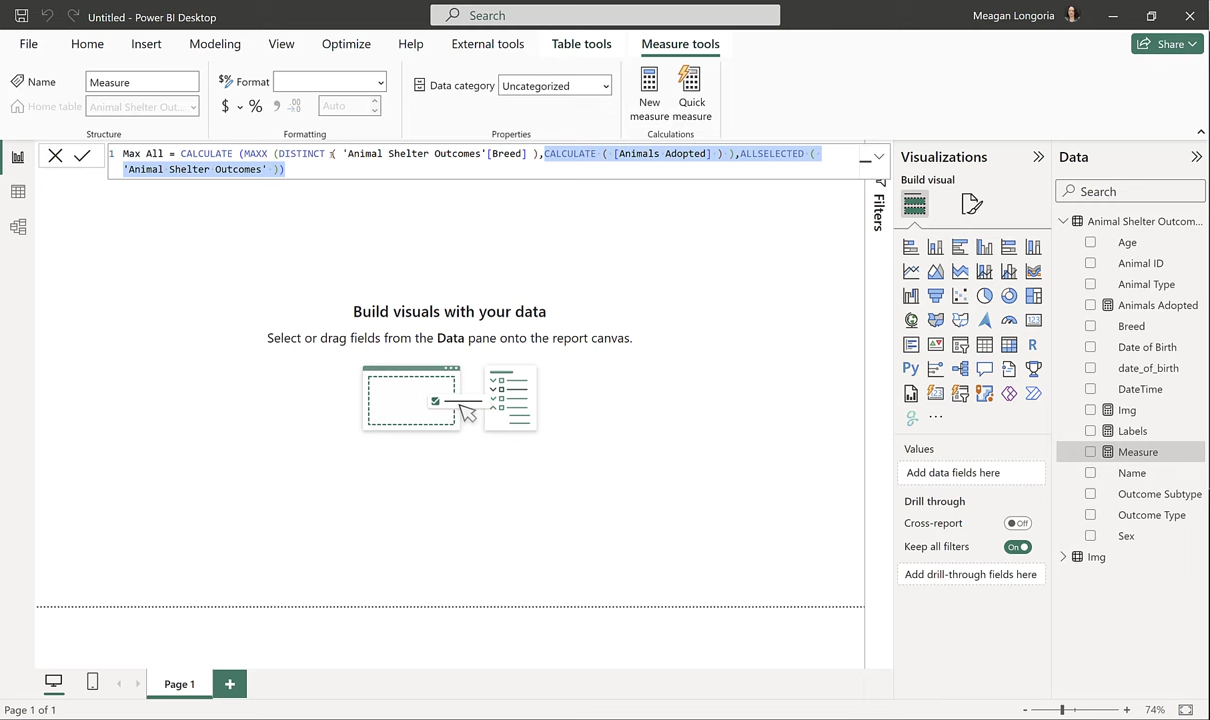 Untitled - Power BI Desktop
Search
Meagan Longoria
File
Home
Insert
Modeling
View
Optimize
Help
External tools
Table tools
Measure tools
Share
Name
Measure
Home table
Animal Shelter Out...
Structure
Format
$
%
Auto
Formatting
Data category
Uncategorized
Properties
New
measure
Quick
measure
Calculations
1 Max All = CALCULATE (MAXX (DISTINCT ( 'Animal Shelter Outcomes'[Breed] ),CALCULATE ( [Animals Adopted] ) ),ALLSELECTED (
'Animal Shelter Outcomes' ))
Filters
Visualizations
Build visual
123
R
Py
...
Values
Add data fields here
Drill through
Cross-report
Off
Keep all filters
On
Add drill-through fields here
Data
Search
Animal Shelter Outcom...
Age
Animal ID
Animal Type
Animals Adopted
Breed
Date of Birth
date_of_birth
DateTime
Img
Labels
Measure
Name
Outcome Subtype
Outcome Type
Sex
Img
Build visuals with your data
Select or drag fields from the Data pane onto the report canvas.
Page 1
+
Page 1 of 1
- + 74%